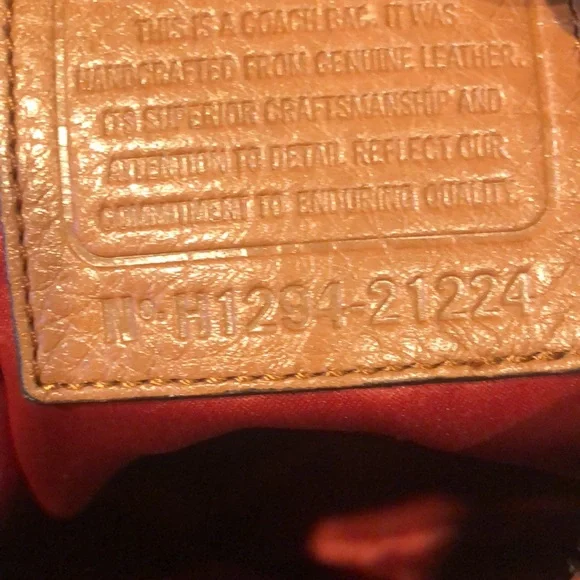 THIS IS A COACH BAG. IT WAS
HANDCRAFTED FROM GENUINE LEATHER.
ITS SUPERIOR CRAFTSMANSHIP AND
ATTENTION TO DETAIL REFLECT OUR
COMMITMENT TO ENDURING QUALITY.
No. H1294-21224